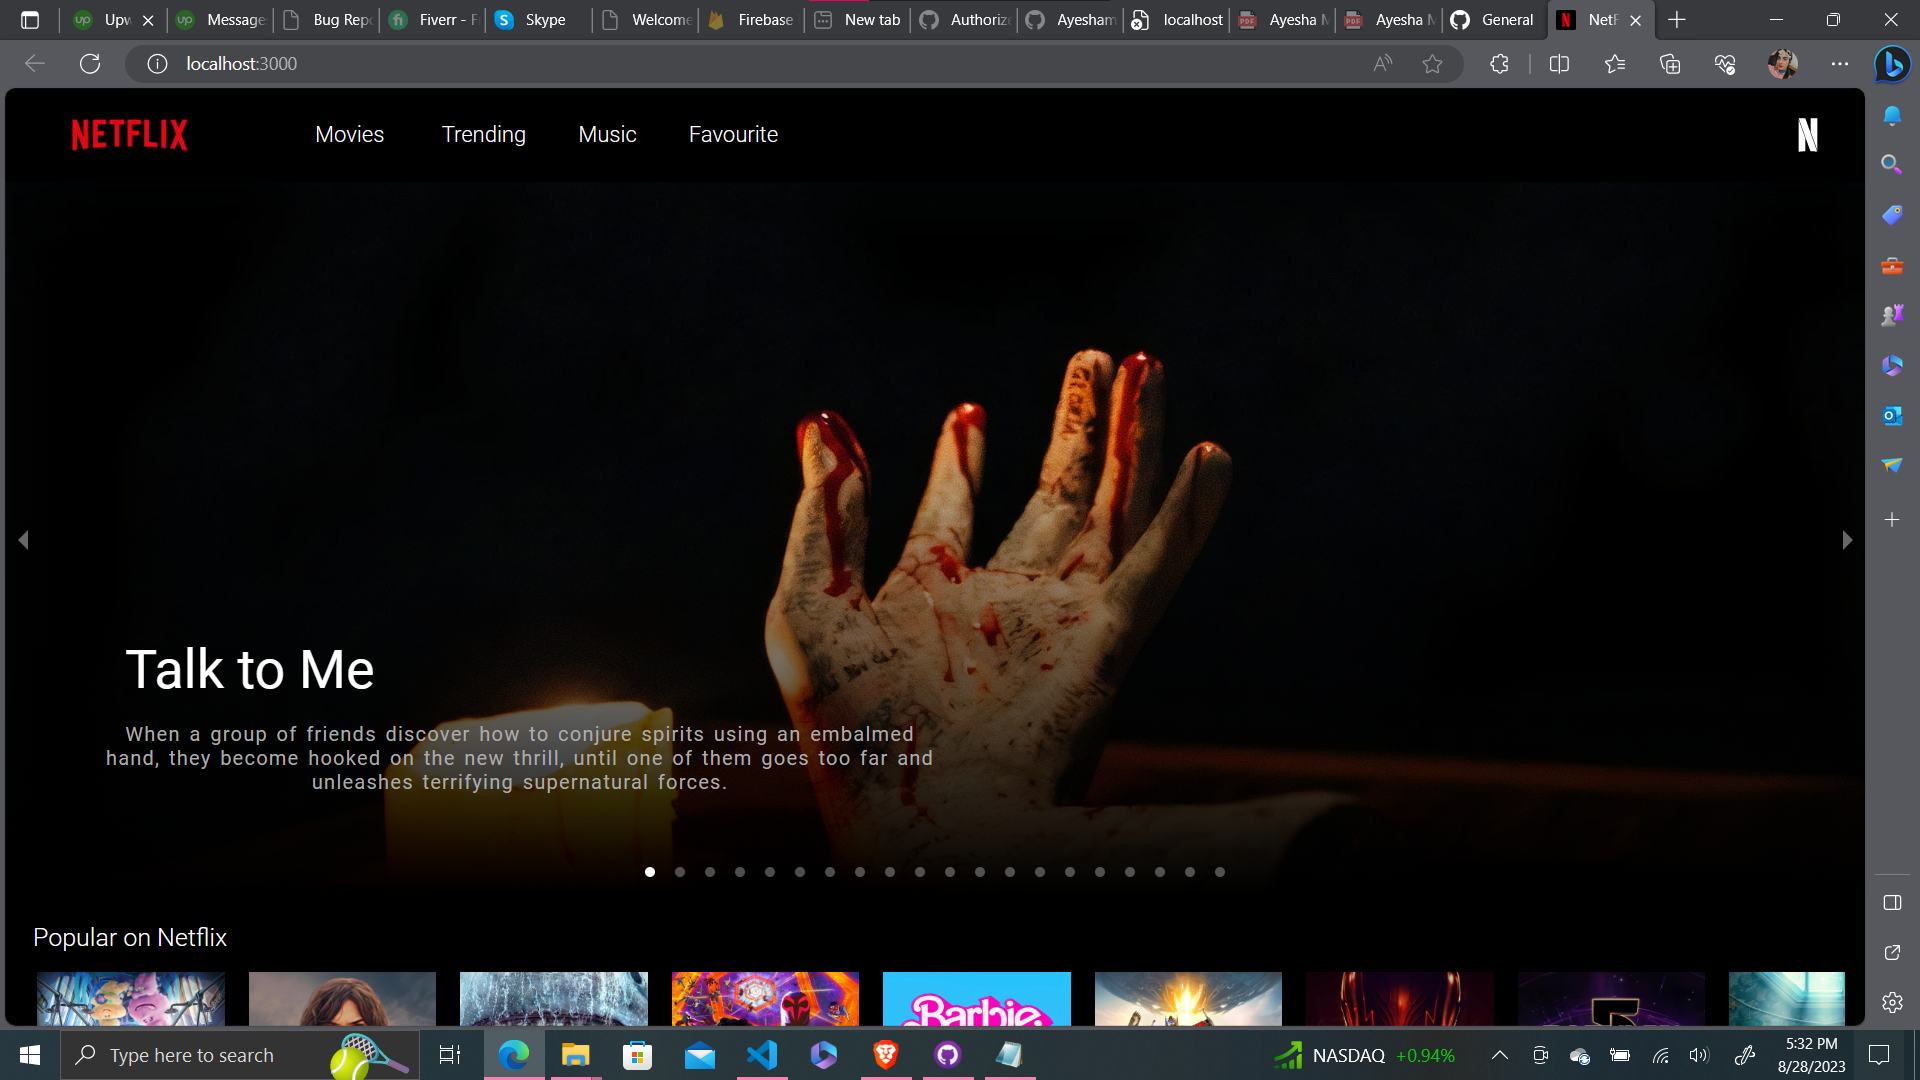 Upw
Message
Bug Repo
Fiverr - F
Skype
Welcome
Firebase
New tab
Authoriz
Ayesham
localhost
Ayesha M
Ayesha M
General
NetF
localhost:3000
NETFLIX
Movies
Trending
Music
Favourite
N
Talk to Me
When a group of friends discover how to conjure spirits using an embalmed
hand, they become hooked on the new thrill, until one of them goes too far and
unleashes terrifying supernatural forces.
Popular on Netflix
Barbie
5
Type here to search
NASDAQ +0.94%
5:32 PM
8/28/2023